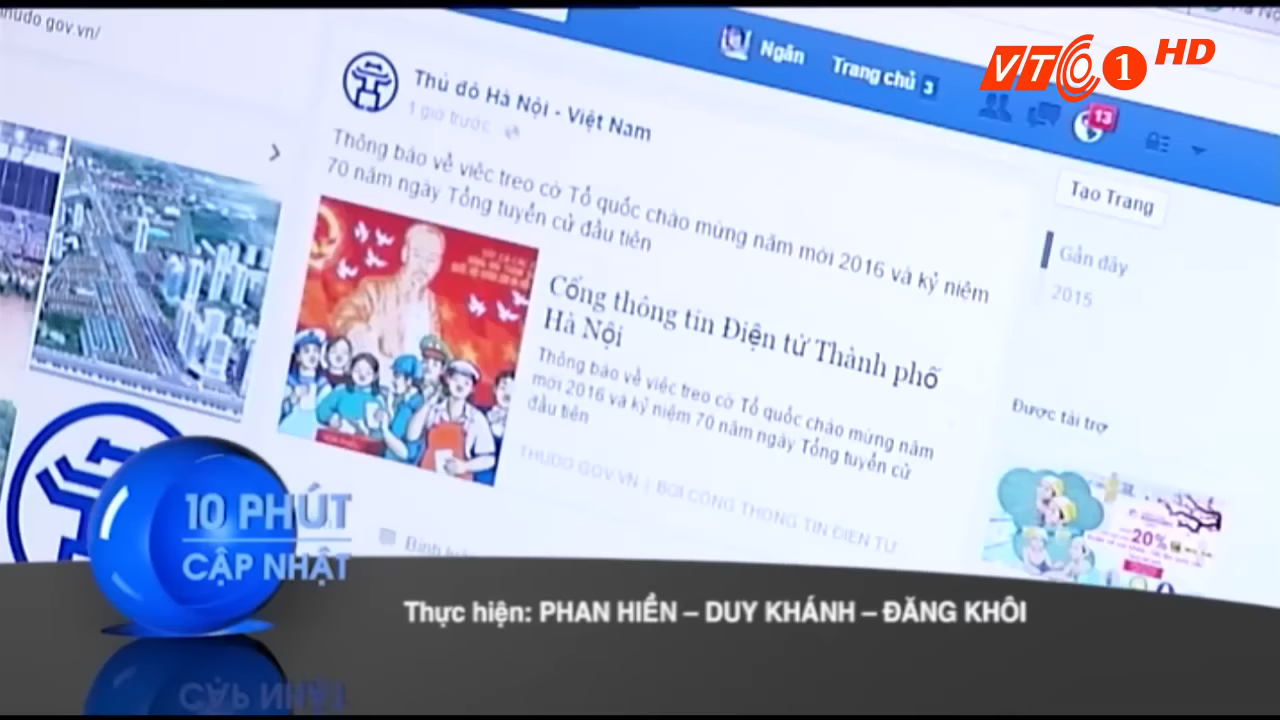 thudo.gov.vn/
Ngân
Trang chủ 3
13
VTC 1 HD
Thủ đô Hà Nội - Việt Nam
1 giờ trước
Tạo Trang
Thông báo về việc treo cờ Tổ quốc chào mừng năm mới 2016 và kỷ niệm
70 năm ngày Tổng tuyển cử đầu tiên
Gần đây
2015
Cổng thông tin Điện tử Thành phố
Hà Nội
Thông báo về việc treo cờ Tổ quốc chào mừng năm
mới 2016 và kỷ niệm 70 năm ngày Tổng tuyển cử
đầu tiên
Được tài trợ
THUDO.GOV.VN | BỞI CỔNG THÔNG TIN ĐIỆN TỬ
20%
10 PHÚT
CẬP NHẬT
Thực hiện: PHAN HIỀN – DUY KHÁNH – ĐĂNG KHÔI